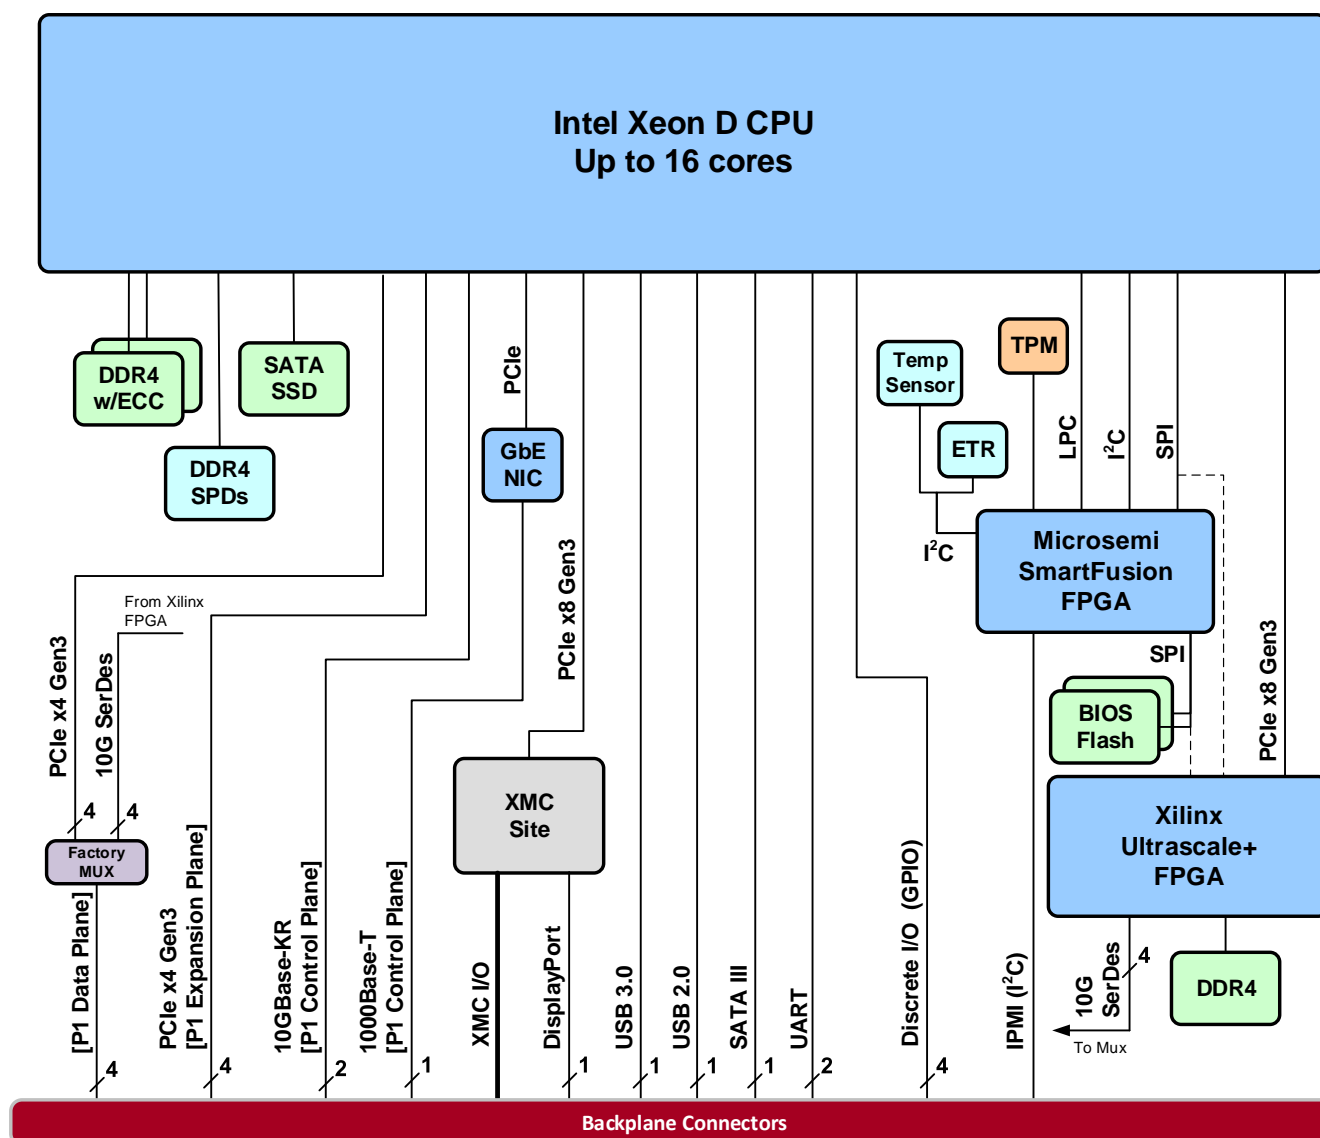 Intel Xeon D CPU
Up to 16 cores
DDR4
w/ECC
DDR4
SPDs
SATA
SSD
PCIe
GbE
NIC
PCIe x8 Gen3
Temp
Sensor
ETR
I²C
TPM
LPC
I²C
SPI
Microsemi
SmartFusion
FPGA
SPI
BIOS
Flash
PCIe x8 Gen3
Xilinx
Ultrascale+
FPGA
10G
SerDes
4
To Mux
DDR4
From Xilinx
FPGA
PCIe x4 Gen3
10G SerDes
4
4
Factory
MUX
[P1 Data Plane]
4
PCIe x4 Gen3
[P1 Expansion Plane]
4
10GBase-KR
[P1 Control Plane]
2
1000Base-T
[P1 Control Plane]
1
XMC
Site
XMC I/O
DisplayPort
1
USB 3.0
1
USB 2.0
1
SATA III
1
UART
2
Discrete I/O (GPIO)
4
IPMI (I²C)
Backplane Connectors